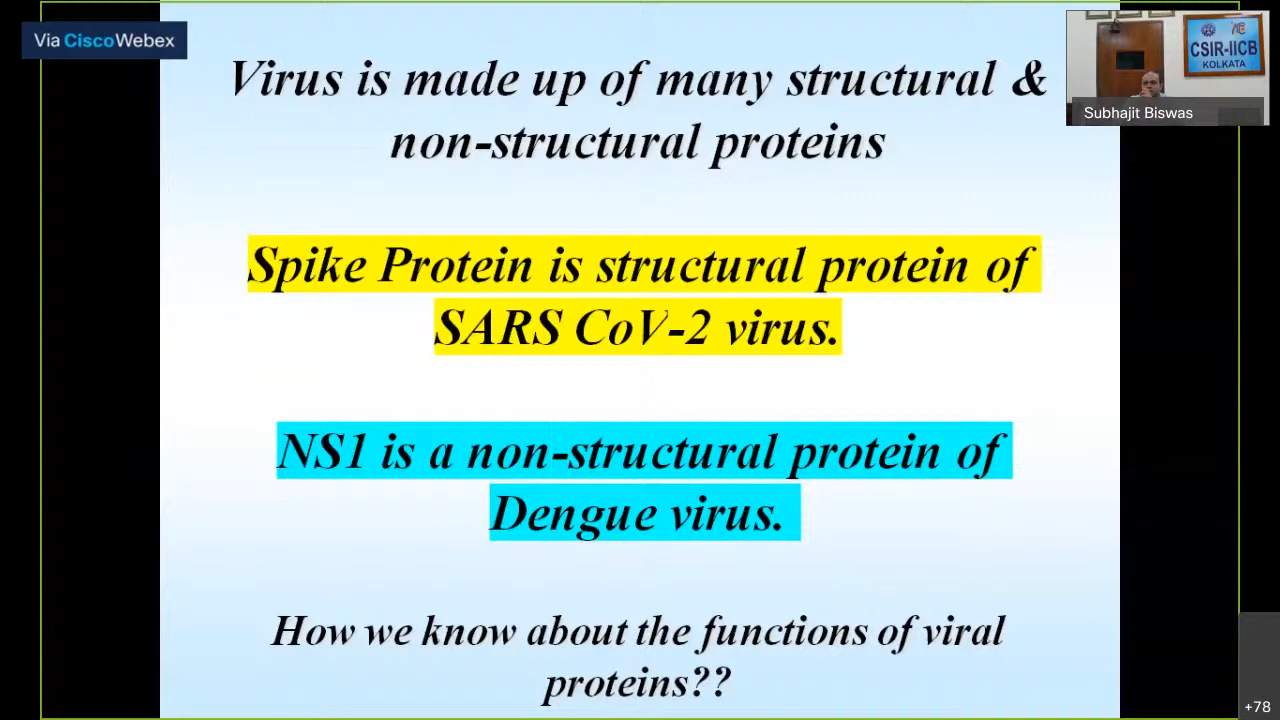 Via Cisco Webex
Virus is made up of many structural &
non-structural proteins
Spike Protein is structural protein of
SARS CoV-2 virus.
NS1 is a non-structural protein of
Dengue virus.
How we know about the functions of viral
proteins??
CSIR-IICB
KOLKATA
Subhajit Biswas
+78